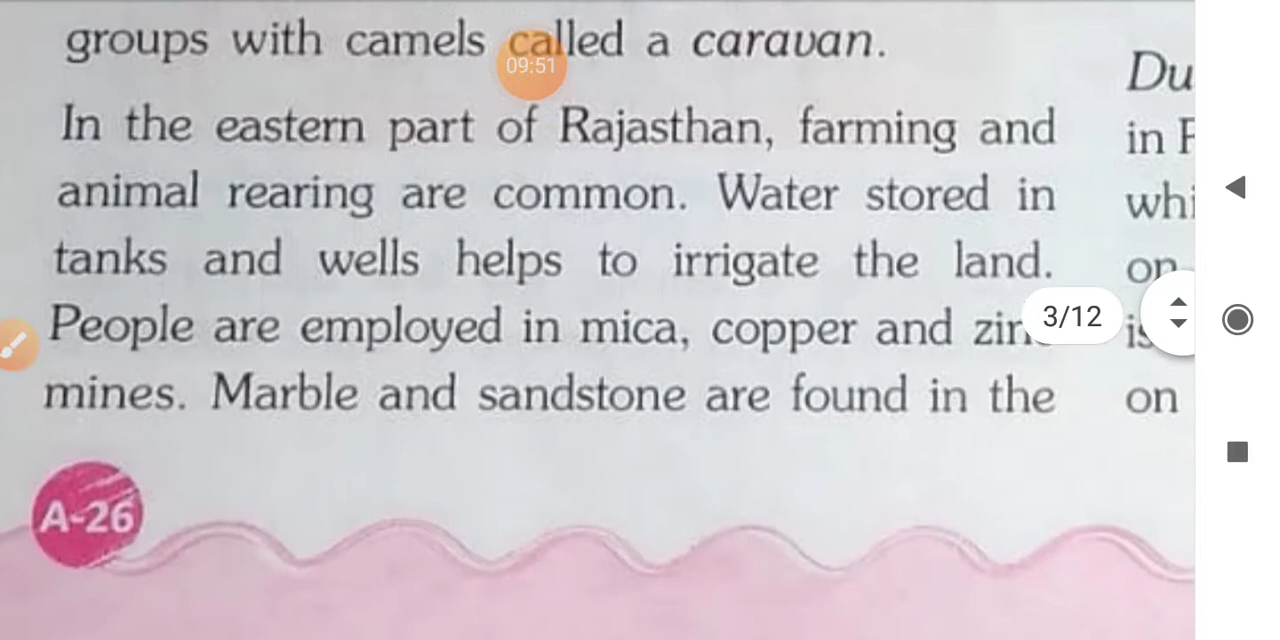 groups with camels called a caravan.
In the eastern part of Rajasthan, farming and
animal rearing are common. Water stored in
tanks and wells helps to irrigate the land.
People are employed in mica, copper and
mines. Marble and sandstone are found in the
A-26
Du
in
whi
on
is
on
09:51
3/12